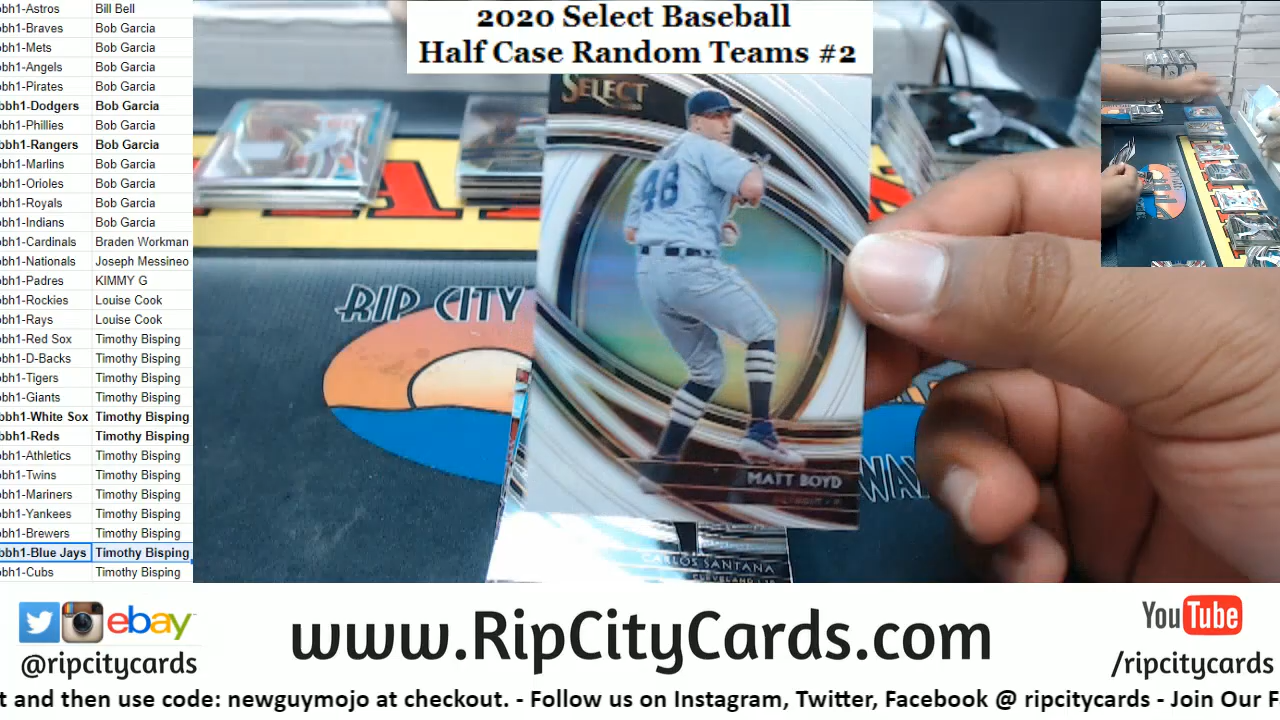 2020 Select Baseball
Half Case Random Teams #2
bh1-Astros Bill Bell
bh1-Braves Bob Garcia
bh1-Mets Bob Garcia
bh1-Angels Bob Garcia
bh1-Pirates Bob Garcia
bbh1-Dodgers Bob Garcia
bh1-Phillies Bob Garcia
bbh1-Rangers Bob Garcia
bh1-Marlins Bob Garcia
bh1-Orioles Bob Garcia
bh1-Royals Bob Garcia
bh1-Indians Bob Garcia
bh1-Cardinals Braden Workman
bh1-Nationals Joseph Messineo
bh1-Padres KIMMY G
bh1-Rockies Louise Cook
bh1-Rays Louise Cook
bh1-Red Sox Timothy Bisping
bh1-D-Backs Timothy Bisping
bh1-Tigers Timothy Bisping
bh1-Giants Timothy Bisping
bbh1-White Sox Timothy Bisping
bbh1-Reds Timothy Bisping
bh1-Athletics Timothy Bisping
bh1-Twins Timothy Bisping
bh1-Mariners Timothy Bisping
bh1-Yankees Timothy Bisping
bh1-Brewers Timothy Bisping
bbh1-Blue Jays Timothy Bisping
bh1-Cubs Timothy Bisping
SELECT
48
MATT BOYD
RIP CITY
WAY
CARLOS SANTANA
CLEVELAND
ebay
@ripcitycards
www.RipCityCards.com
YouTube
/ripcitycards
t and then use code: newguymojo at checkout. - Follow us on Instagram, Twitter, Facebook @ ripcitycards - Join Our F